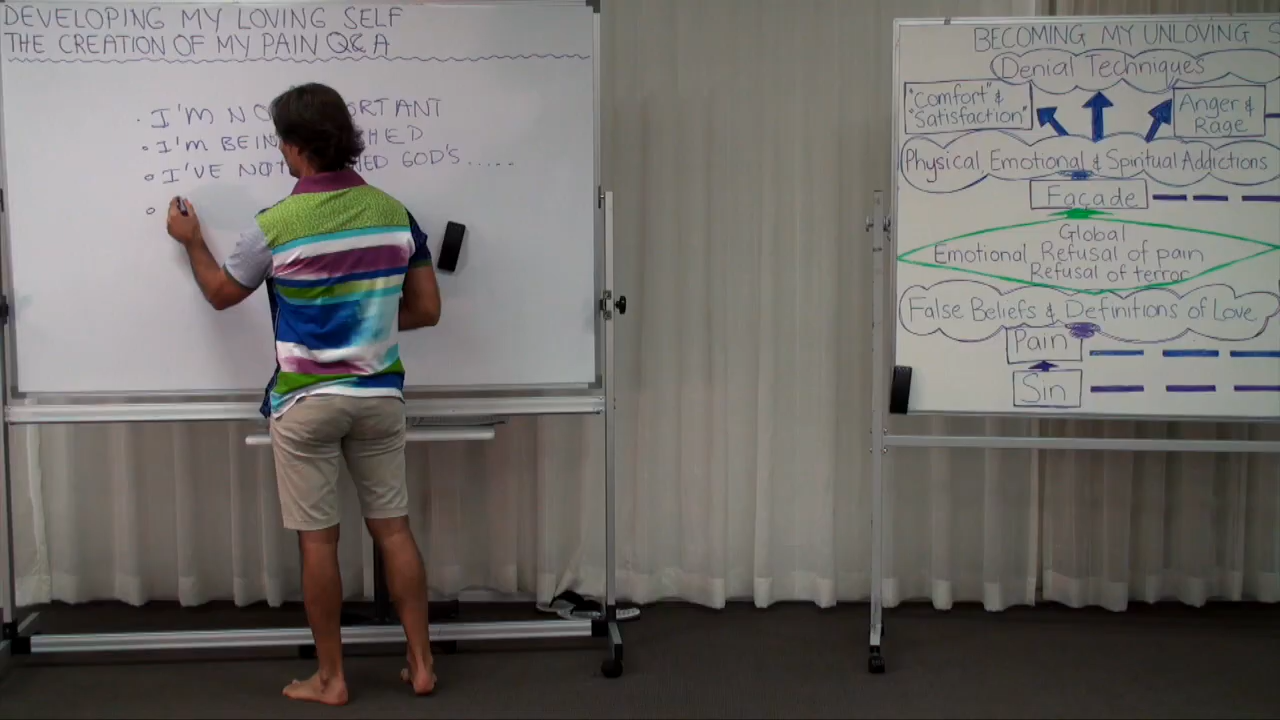 DEVELOPING MY LOVING SELF
THE CREATION OF MY PAIN Q&A
I'M
I'M
I'VE GOD'S.....
BECOMING MY UNLOVING
Denial Techniques
"Comfort" &
"Satisfaction"
Anger &
Rage
Physical, Emotional & Spiritual Addictions
Façade
Global
Emotional Refusal of pain
Refusal of terror
False Beliefs & Definitions of Love
Pain
Sin